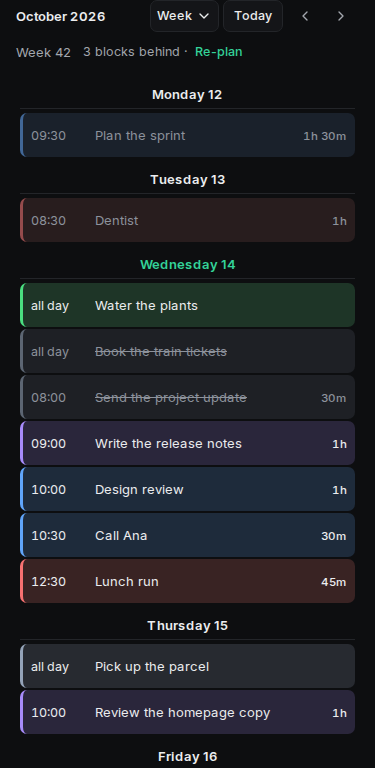 October 2026 Week Today
Week 42 3 blocks behind · Re-plan
Monday 12
09:30 Plan the sprint 1h 30m
Tuesday 13
08:30 Dentist 1h
Wednesday 14
all day Water the plants
all day Book the train tickets
08:00 Send the project update 30m
09:00 Write the release notes 1h
10:00 Design review 1h
10:30 Call Ana 30m
12:30 Lunch run 45m
Thursday 15
all day Pick up the parcel
10:00 Review the homepage copy 1h
Friday 16